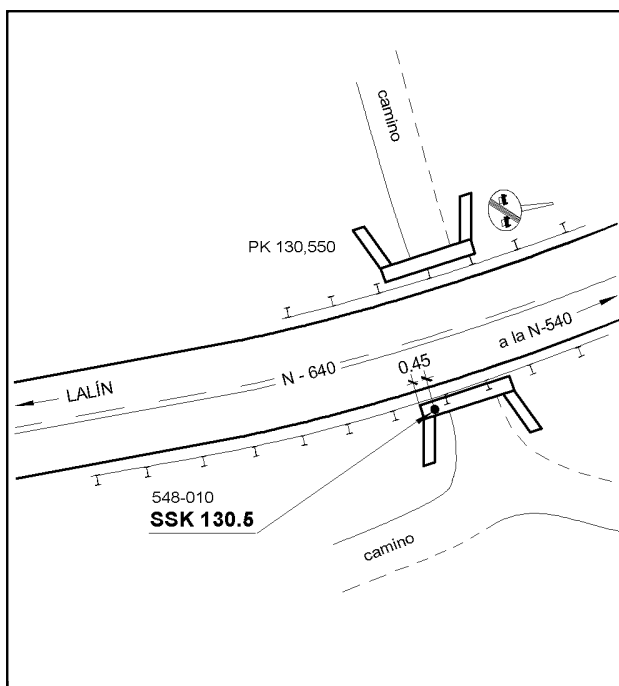 camino
PK 130,550
a la N-540
0.45
N - 640
LALÍN
548-010
SSK 130.5
camino